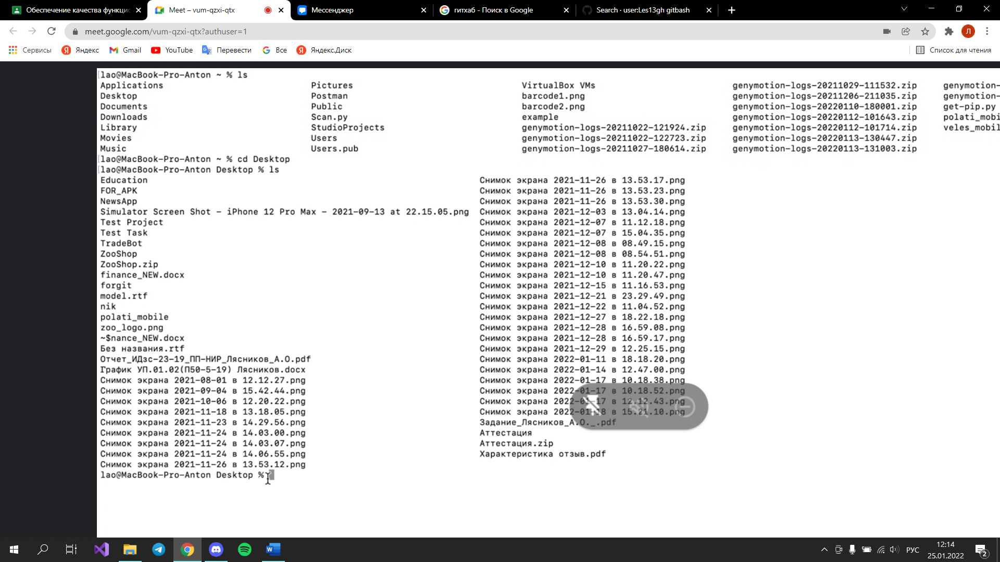 Обеспечение качества функцис
Meet – vum-qzxi-qtx
Мессенджер
гитхаб - Поиск в Google
Search · user:Les13gh gitbash
meet.google.com/vum-qzxi-qtx?authuser=1
Л
Сервисы Яндекс Gmail YouTube Перевести Все Яндекс.Диск Список для чтения
[lao@MacBook-Pro-Anton ~ % ls
Applications Pictures VirtualBox VMs genymotion-logs-20211029-111532.zip genymotion-
Desktop Postman barcode1.png genymotion-logs-20211206-211035.zip genymotion-
Documents Public barcode2.png genymotion-logs-20220110-180001.zip get-pip.py
Downloads Scan.py example genymotion-logs-20220112-101643.zip polati_mobi
Library StudioProjects genymotion-logs-20211022-121924.zip genymotion-logs-20220112-101714.zip veles_mobil
Movies Users genymotion-logs-20211022-122723.zip genymotion-logs-20220113-130447.zip
Music Users.pub genymotion-logs-20211027-180614.zip genymotion-logs-20220113-131003.zip
[lao@MacBook-Pro-Anton ~ % cd Desktop
[lao@MacBook-Pro-Anton Desktop % ls
Education Снимок экрана 2021-11-26 в 13.53.17.png
FOR_APK Снимок экрана 2021-11-26 в 13.53.23.png
NewsApp Снимок экрана 2021-11-26 в 13.53.30.png
Simulator Screen Shot - iPhone 12 Pro Max - 2021-09-13 at 22.15.05.png Снимок экрана 2021-12-03 в 13.04.14.png
Test Project Снимок экрана 2021-12-07 в 11.12.18.png
Test Task Снимок экрана 2021-12-07 в 15.04.35.png
TradeBot Снимок экрана 2021-12-08 в 08.49.15.png
ZooShop Снимок экрана 2021-12-08 в 08.54.51.png
ZooShop.zip Снимок экрана 2021-12-10 в 11.20.22.png
finance_NEW.docx Снимок экрана 2021-12-10 в 11.20.47.png
forgit Снимок экрана 2021-12-15 в 11.16.53.png
model.rtf Снимок экрана 2021-12-21 в 23.29.49.png
nik Снимок экрана 2021-12-22 в 11.04.52.png
polati_mobile Снимок экрана 2021-12-27 в 18.22.18.png
zoo_logo.png Снимок экрана 2021-12-28 в 16.59.08.png
~$nance_NEW.docx Снимок экрана 2021-12-28 в 16.59.17.png
Без названия.rtf Снимок экрана 2021-12-29 в 12.25.15.png
Отчет_ИДзс-23-19_ПП-НИР_Лясников_А.О.pdf Снимок экрана 2022-01-11 в 18.18.20.png
График УП.01.02(П50-5-19) Лясников.docx Снимок экрана 2022-01-14 в 12.47.00.png
Снимок экрана 2021-08-01 в 12.12.27.png Снимок экрана 2022-01-17 в 10.18.38.png
Снимок экрана 2021-09-04 в 15.42.44.png Снимок экрана 2022-01-17 в 10.18.52.png
Снимок экрана 2021-10-06 в 12.20.22.png Снимок экрана 2022-01-17 в 12.12.43.png
Снимок экрана 2021-11-18 в 13.18.05.png Снимок экрана 2022-01-18 в 15.21.10.png
Снимок экрана 2021-11-23 в 14.29.56.png Задание_Лясников_А.О._.pdf
Снимок экрана 2021-11-24 в 14.03.00.png Аттестация
Снимок экрана 2021-11-24 в 14.03.07.png Аттестация.zip
Снимок экрана 2021-11-24 в 14.06.55.png Характеристика отзыв.pdf
Снимок экрана 2021-11-26 в 13.53.12.png
lao@MacBook-Pro-Anton Desktop %
РУС
12:14
25.01.2022
2